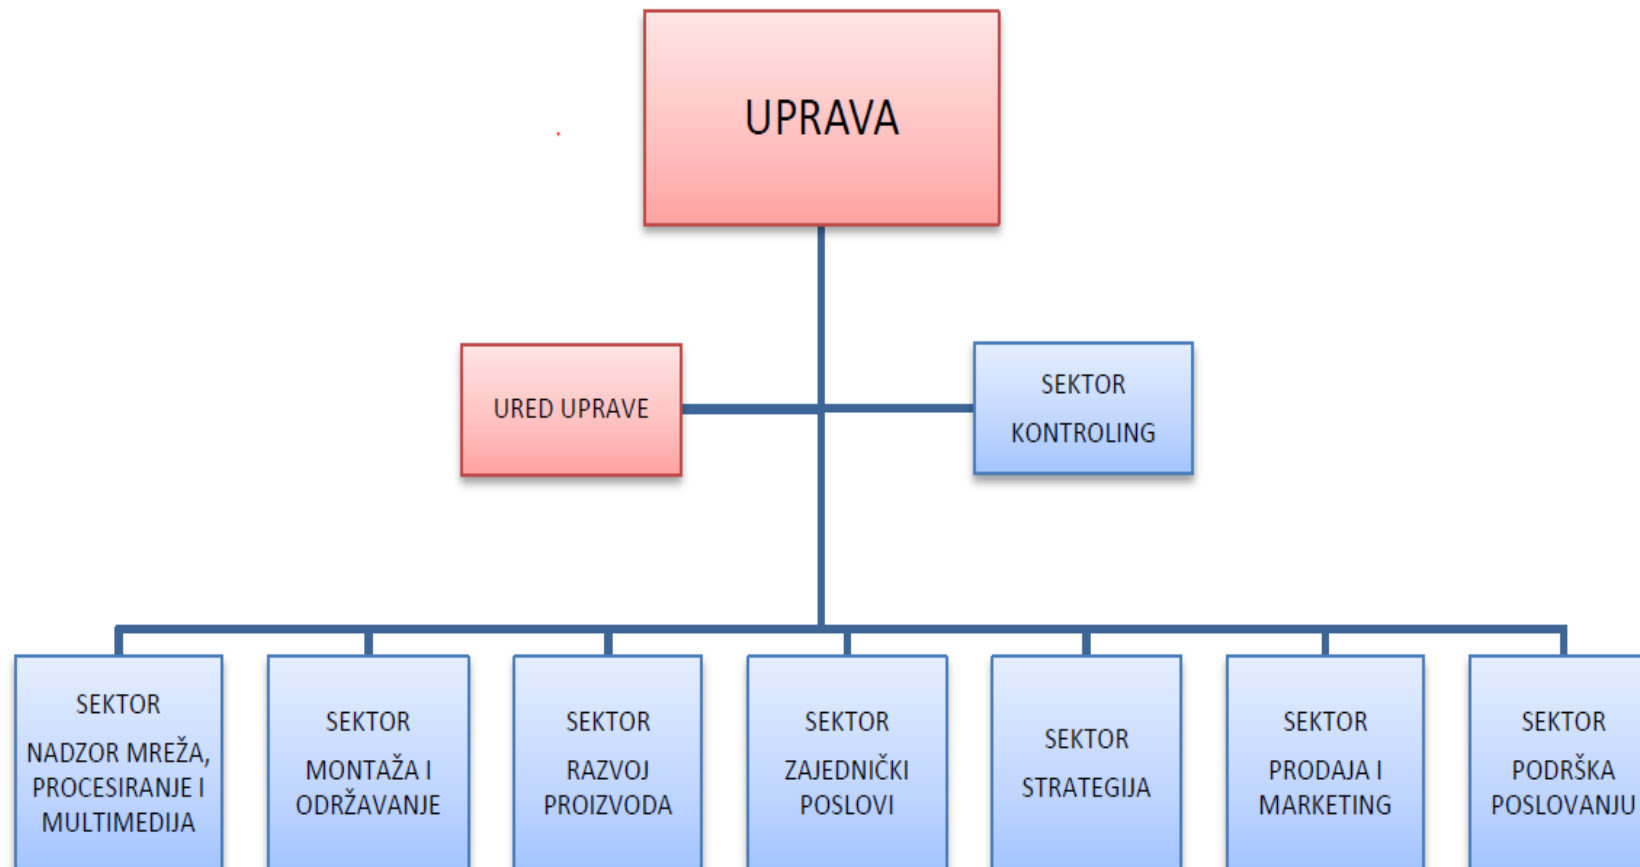 UPRAVA
URED UPRAVE
SEKTOR
KONTROLING
SEKTOR
NADZOR MREŽA,
PROCESIRANJE I
MULTIMEDIJA
SEKTOR
MONTAŽA I
ODRŽAVANJE
SEKTOR
RAZVOJ
PROIZVODA
SEKTOR
ZAJEDNIČKI
POSLOVI
SEKTOR
STRATEGIJA
SEKTOR
PRODAJA I
MARKETING
SEKTOR
PODRŠKA
POSLOVANJU